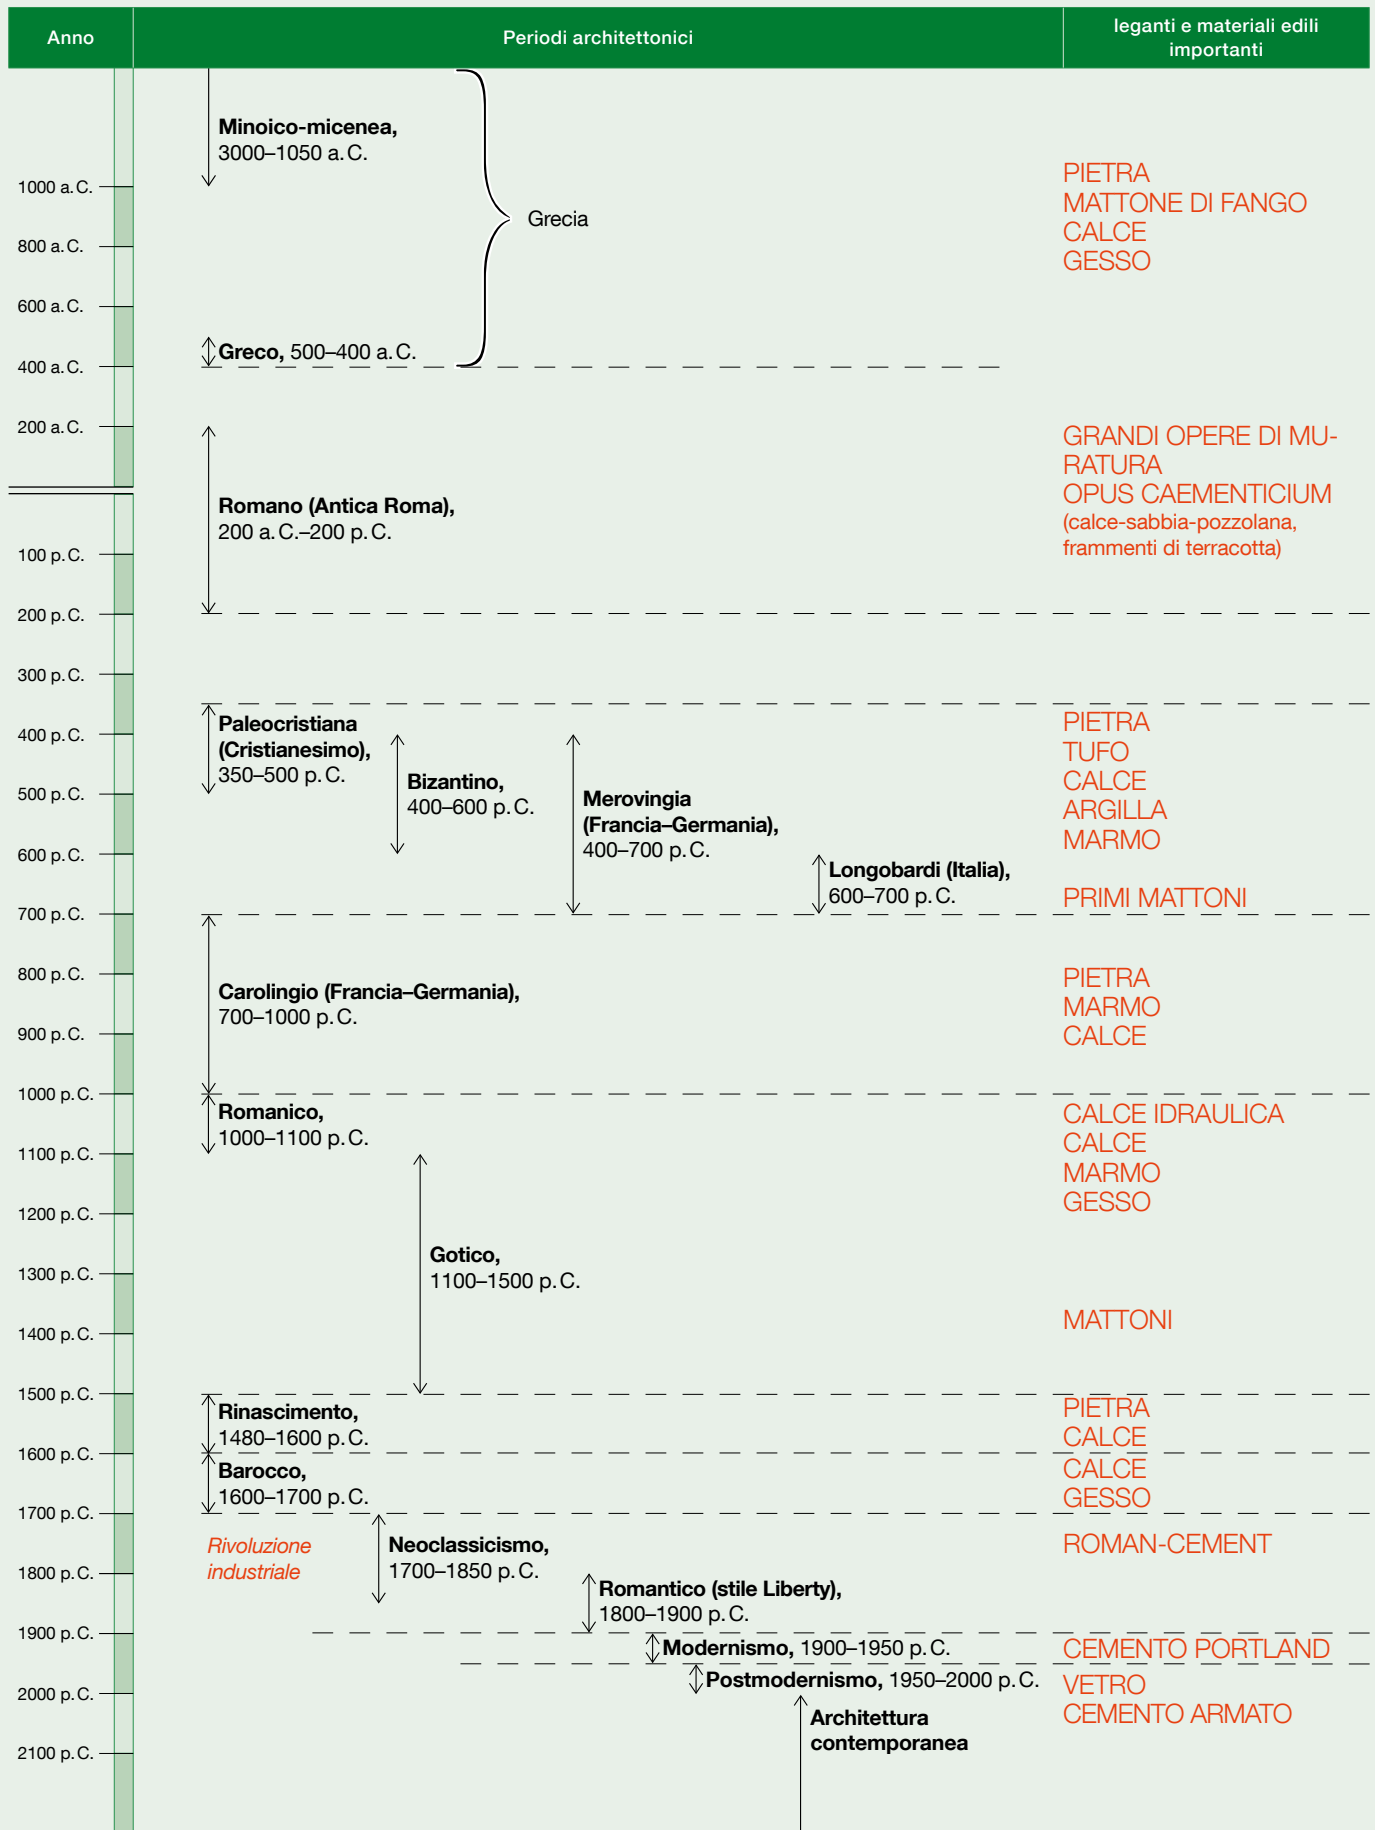 Anno
Periodi architettonici
leganti e materiali edili
importanti
Minoico-micenea,
3000–1050 a.C.
Grecia
1000 a.C.
800 a.C.
600 a.C.
PIETRA
MATTONE DI FANGO
CALCE
GESSO
Greco, 500–400 a.C.
400 a.C.
200 a.C.
Romano (Antica Roma),
200 a.C.–200 p.C.
GRANDI OPERE DI MU-
RATURA
OPUS CAEMENTICIUM
(calce-sabbia-pozzolana,
frammenti di terracotta)
100 p.C.
200 p.C.
300 p.C.
Paleocristiana
(Cristianesimo),
350–500 p.C.
400 p.C.
Bizantino,
400–600 p.C.
Merovingia
(Francia–Germania),
400–700 p.C.
500 p.C.
600 p.C.
Longobardi (Italia),
600–700 p.C.
PIETRA
TUFO
CALCE
ARGILLA
MARMO
PRIMI MATTONI
700 p.C.
800 p.C.
Carolingio (Francia–Germania),
700–1000 p.C.
900 p.C.
PIETRA
MARMO
CALCE
1000 p.C.
Romanico,
1000–1100 p.C.
1100 p.C.
CALCE IDRAULICA
CALCE
MARMO
GESSO
1200 p.C.
Gotico,
1100–1500 p.C.
1300 p.C.
MATTONI
1400 p.C.
1500 p.C.
Rinascimento,
1480–1600 p.C.
PIETRA
CALCE
1600 p.C.
Barocco,
1600–1700 p.C.
CALCE
GESSO
1700 p.C.
Rivoluzione
industriale
Neoclassicismo,
1700–1850 p.C.
ROMAN-CEMENT
1800 p.C.
Romantico (stile Liberty),
1800–1900 p.C.
1900 p.C.
Modernismo, 1900–1950 p.C.
CEMENTO PORTLAND
Postmodernismo, 1950–2000 p.C.
2000 p.C.
VETRO
CEMENTO ARMATO
Architettura
contemporanea
2100 p.C.